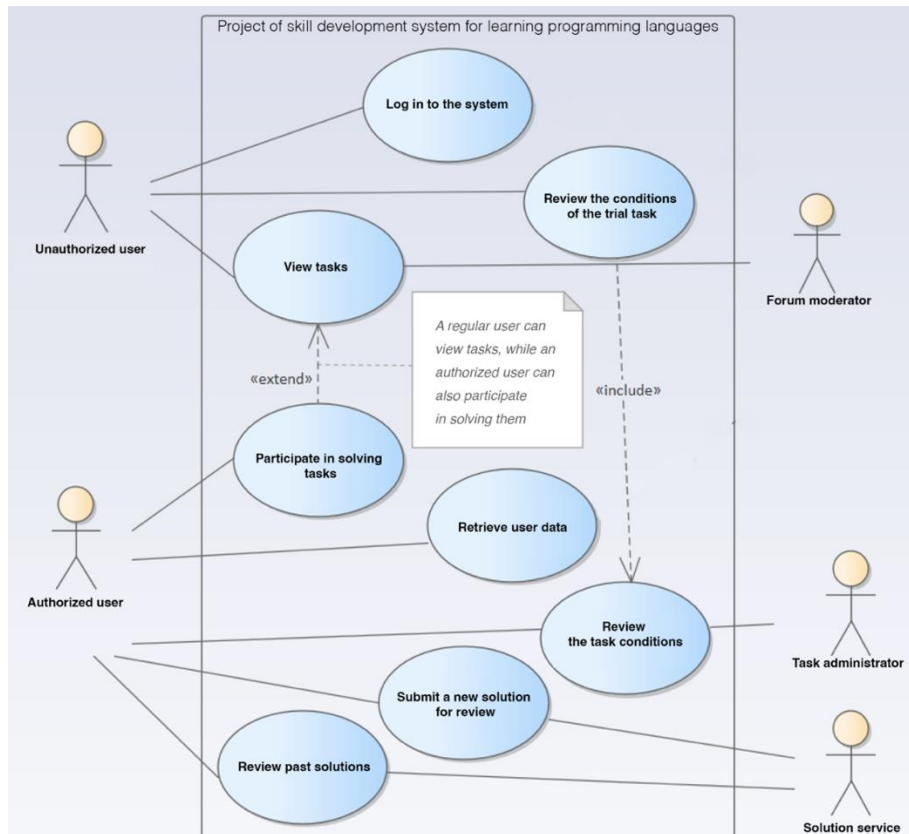 Project of skill development system for learning programming languages
Log in to the system
Review the conditions
of the trial task
Unauthorized user
View tasks
Forum moderator
A regular user can
view tasks, while an
authorized user can
also participate
in solving them
«extend»
«include»
Participate in solving
tasks
Retrieve user data
Authorized user
Review
the task conditions
Task administrator
Submit a new solution
for review
Review past solutions
Solution service